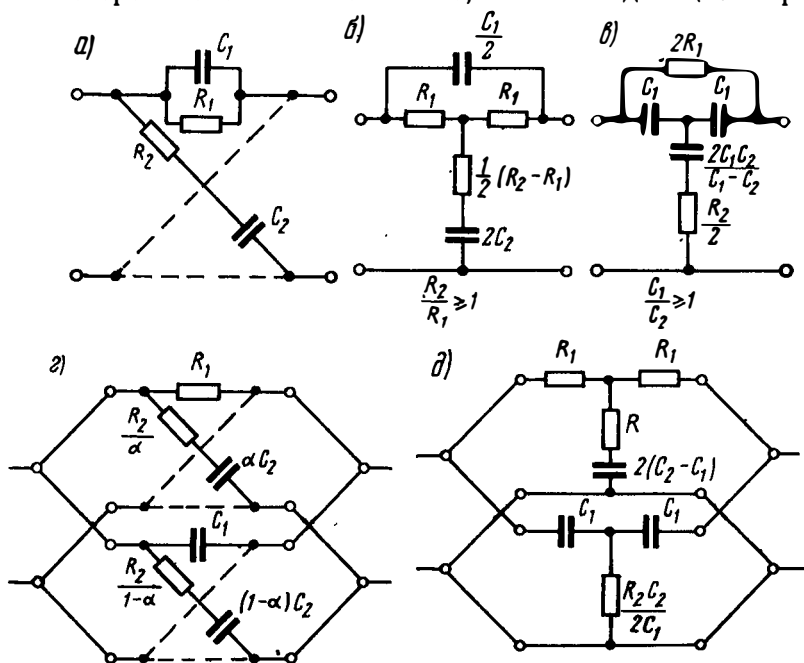 а)
C₁
R₁
R₂
C₂
б)
C₁/2
R₁ R₁
1/2 (R₂-R₁)
2C₂
R₂/R₁ ⩾ 1
в)
2R₁
C₁ C₁
2C₁C₂/C₁-C₂
R₂/2
C₁/C₂ ⩾ 1
г)
R₁
R₂/α
αC₂
C₁
R₂/1-α
(1-α)C₂
д)
R₁ R₁
R
2(C₂-C₁)
C₁ C₁
R₂C₂/2C₁